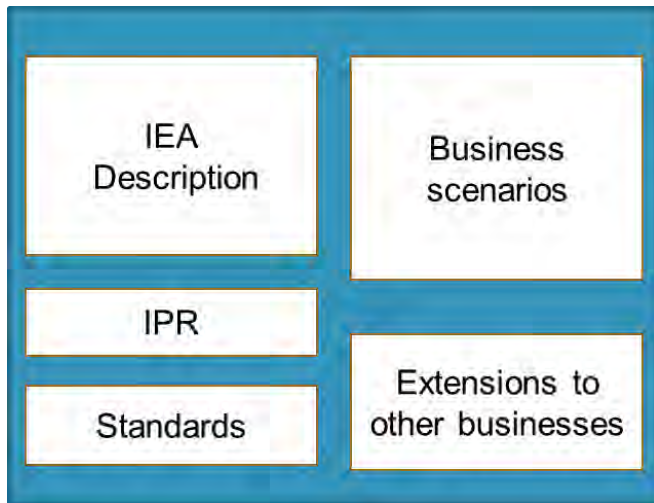 IEA
Description
IPR
Standards
Business
scenarios
Extensions to
other businesses